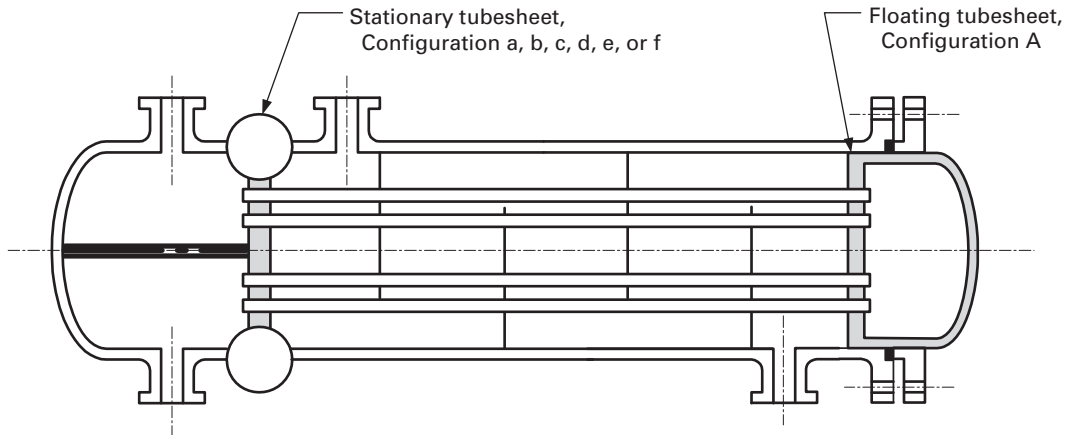 Stationary tubesheet,
Configuration a, b, c, d, e, or f
Floating tubesheet,
Configuration A